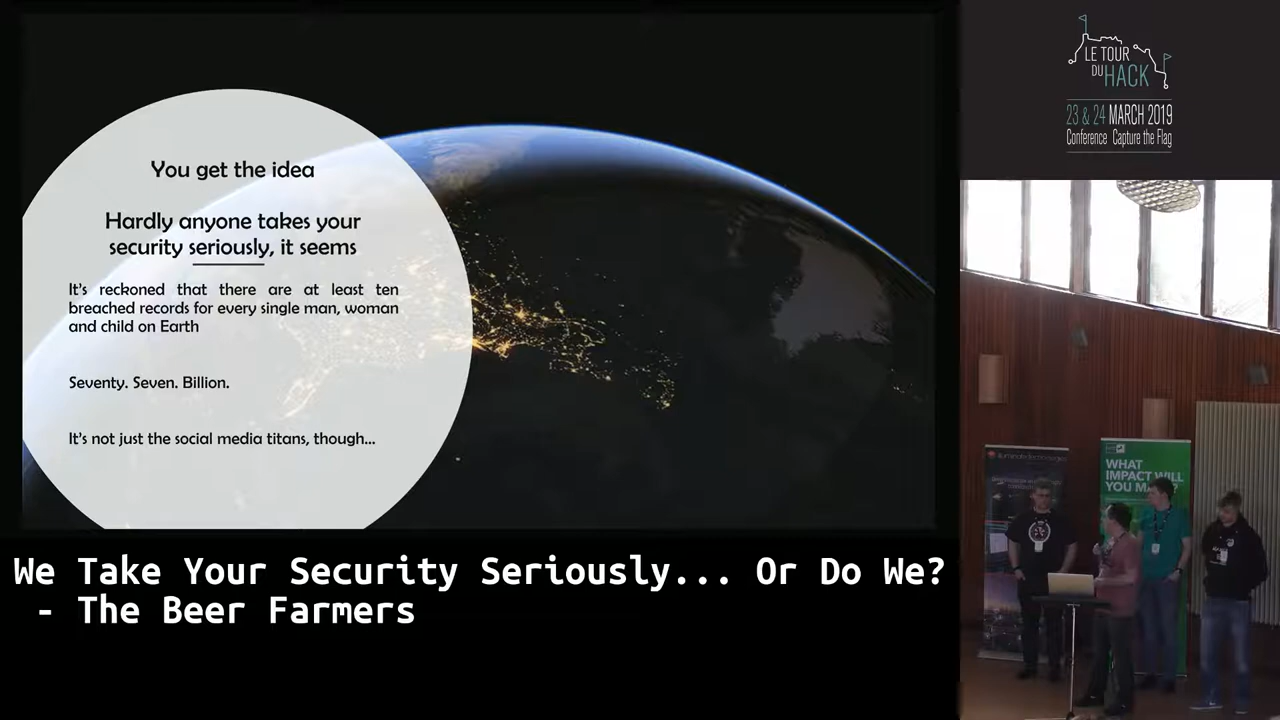 You get the idea
Hardly anyone takes your
security seriously, it seems
It's reckoned that there are at least ten
breached records for every single man, woman
and child on Earth
Seventy. Seven. Billion.
It's not just the social media titans, though...
We Take Your Security Seriously... Or Do We?
- The Beer Farmers
LE TOUR
DU HACK
23 & 24 MARCH 2019
Conference Capture the Flag
WHAT
IMPACT WILL
YOU